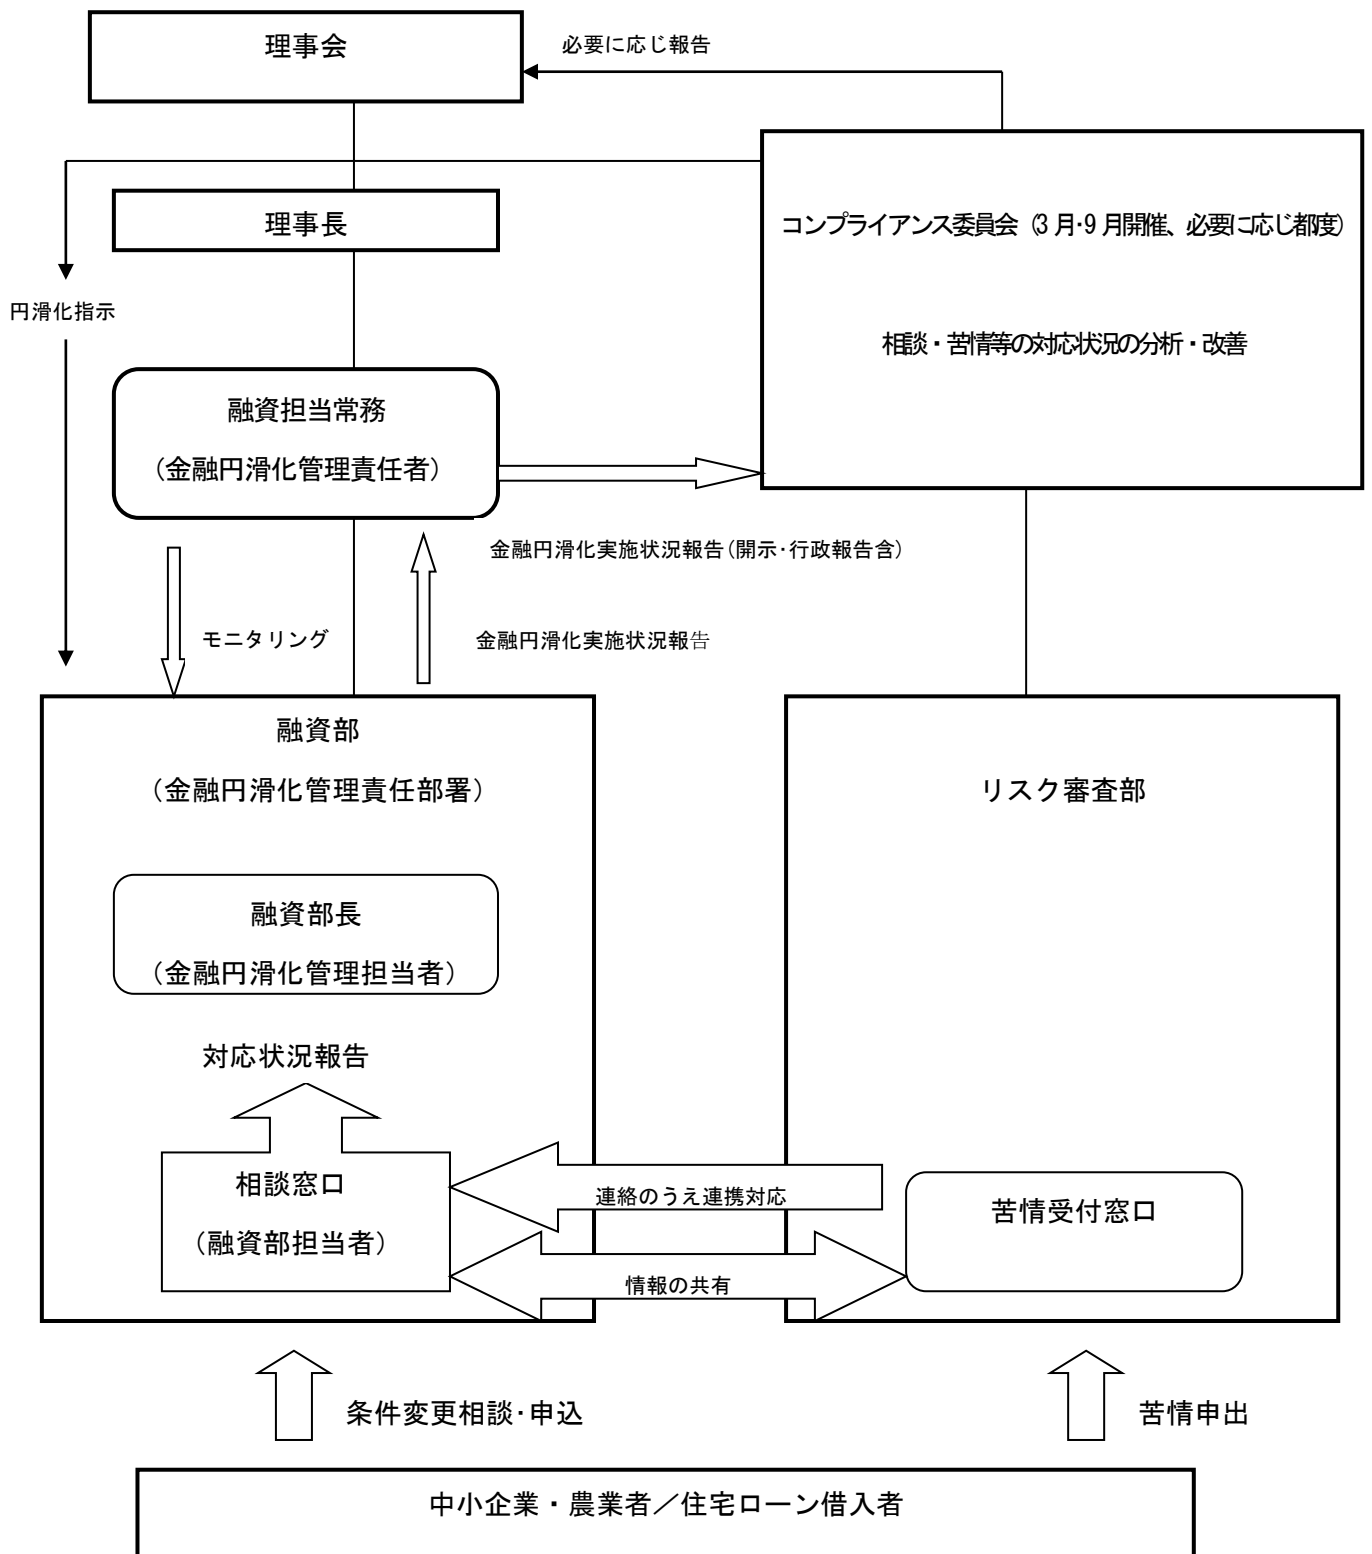 理事会
必要に応じ報告
理事長
コンプライアンス委員会（3 月･9 月開催、必要に応じ都度）
円滑化指示
相談・苦情等の対応状況の分析・改善
融資担当常務
（金融円滑化管理責任者）
金融円滑化実施状況報告（開示･行政報告含）
モニタリング
金融円滑化実施状況報告
融資部
（金融円滑化管理責任部署）
リスク審査部
融資部長
（金融円滑化管理担当者）
対応状況報告
相談窓口
（融資部担当者）
連絡のうえ連携対応
苦情受付窓口
情報の共有
条件変更相談･申込
苦情申出
中小企業・農業者／住宅ローン借入者